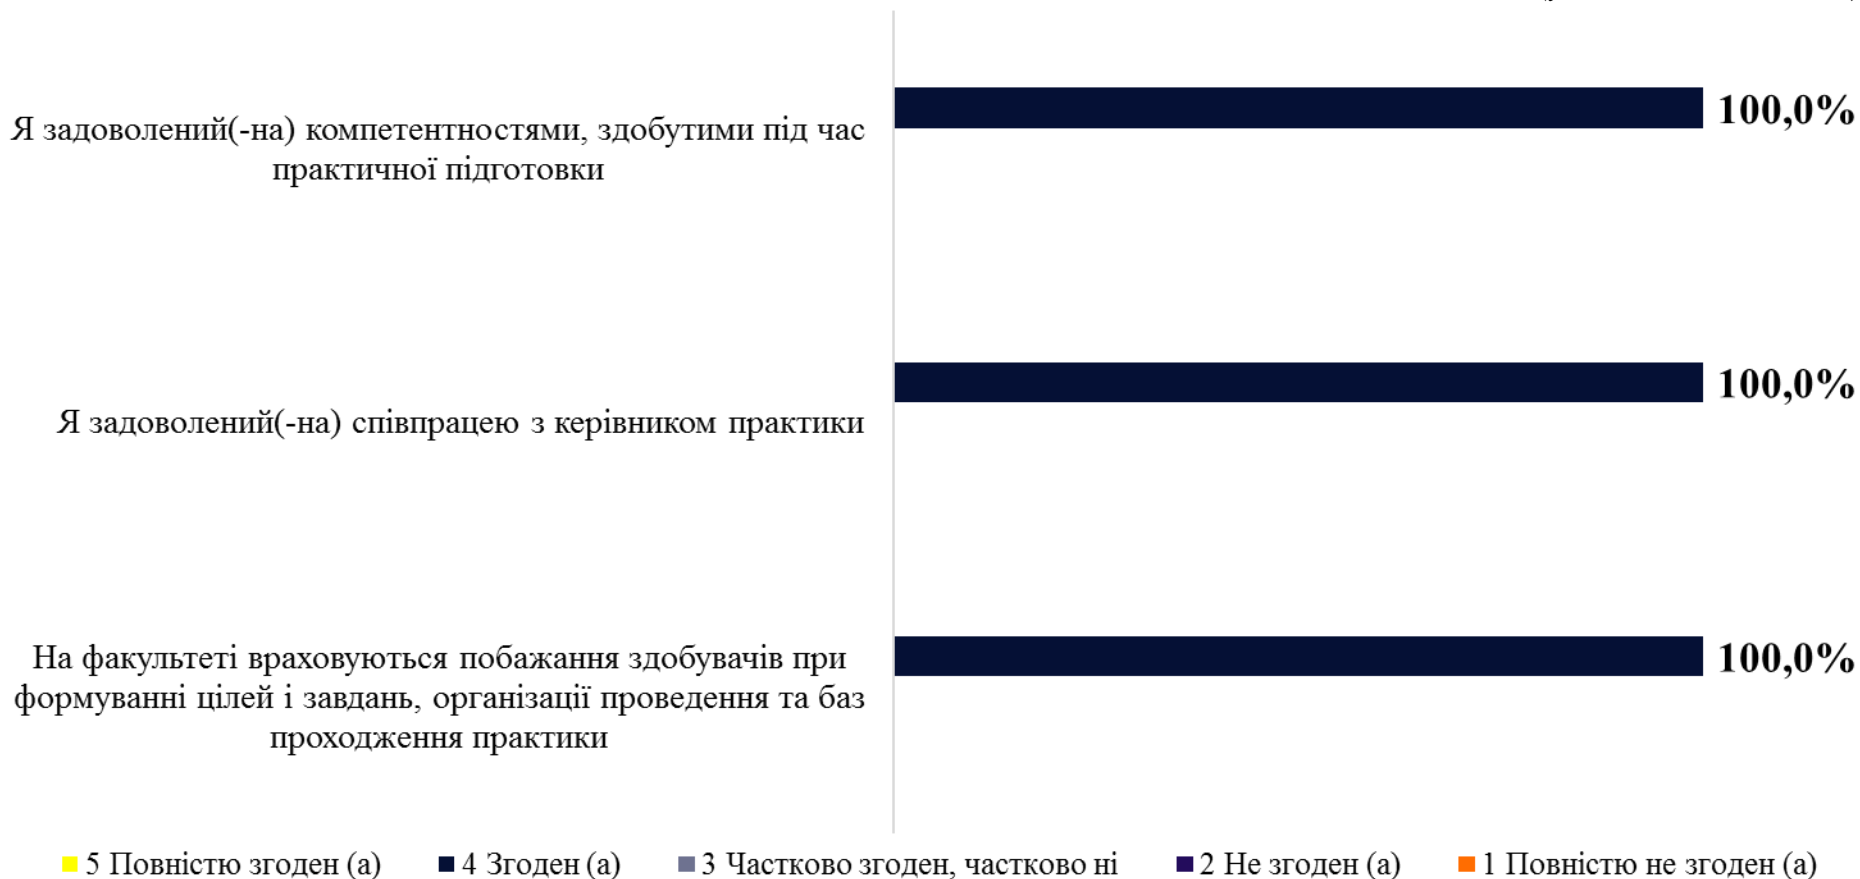 100,0%
Я задоволений(-на) компетентностями, здобутими під час
практичної підготовки
100,0%
Я задоволений(-на) співпрацею з керівником практики
100,0%
На факультеті враховуються побажання здобувачів при
формуванні цілей і завдань, організації проведення та баз
проходження практики
5 Повністю згоден (а) 4 Згоден (а) 3 Частково згоден, частково ні 2 Не згоден (а) 1 Повністю не згоден (а)